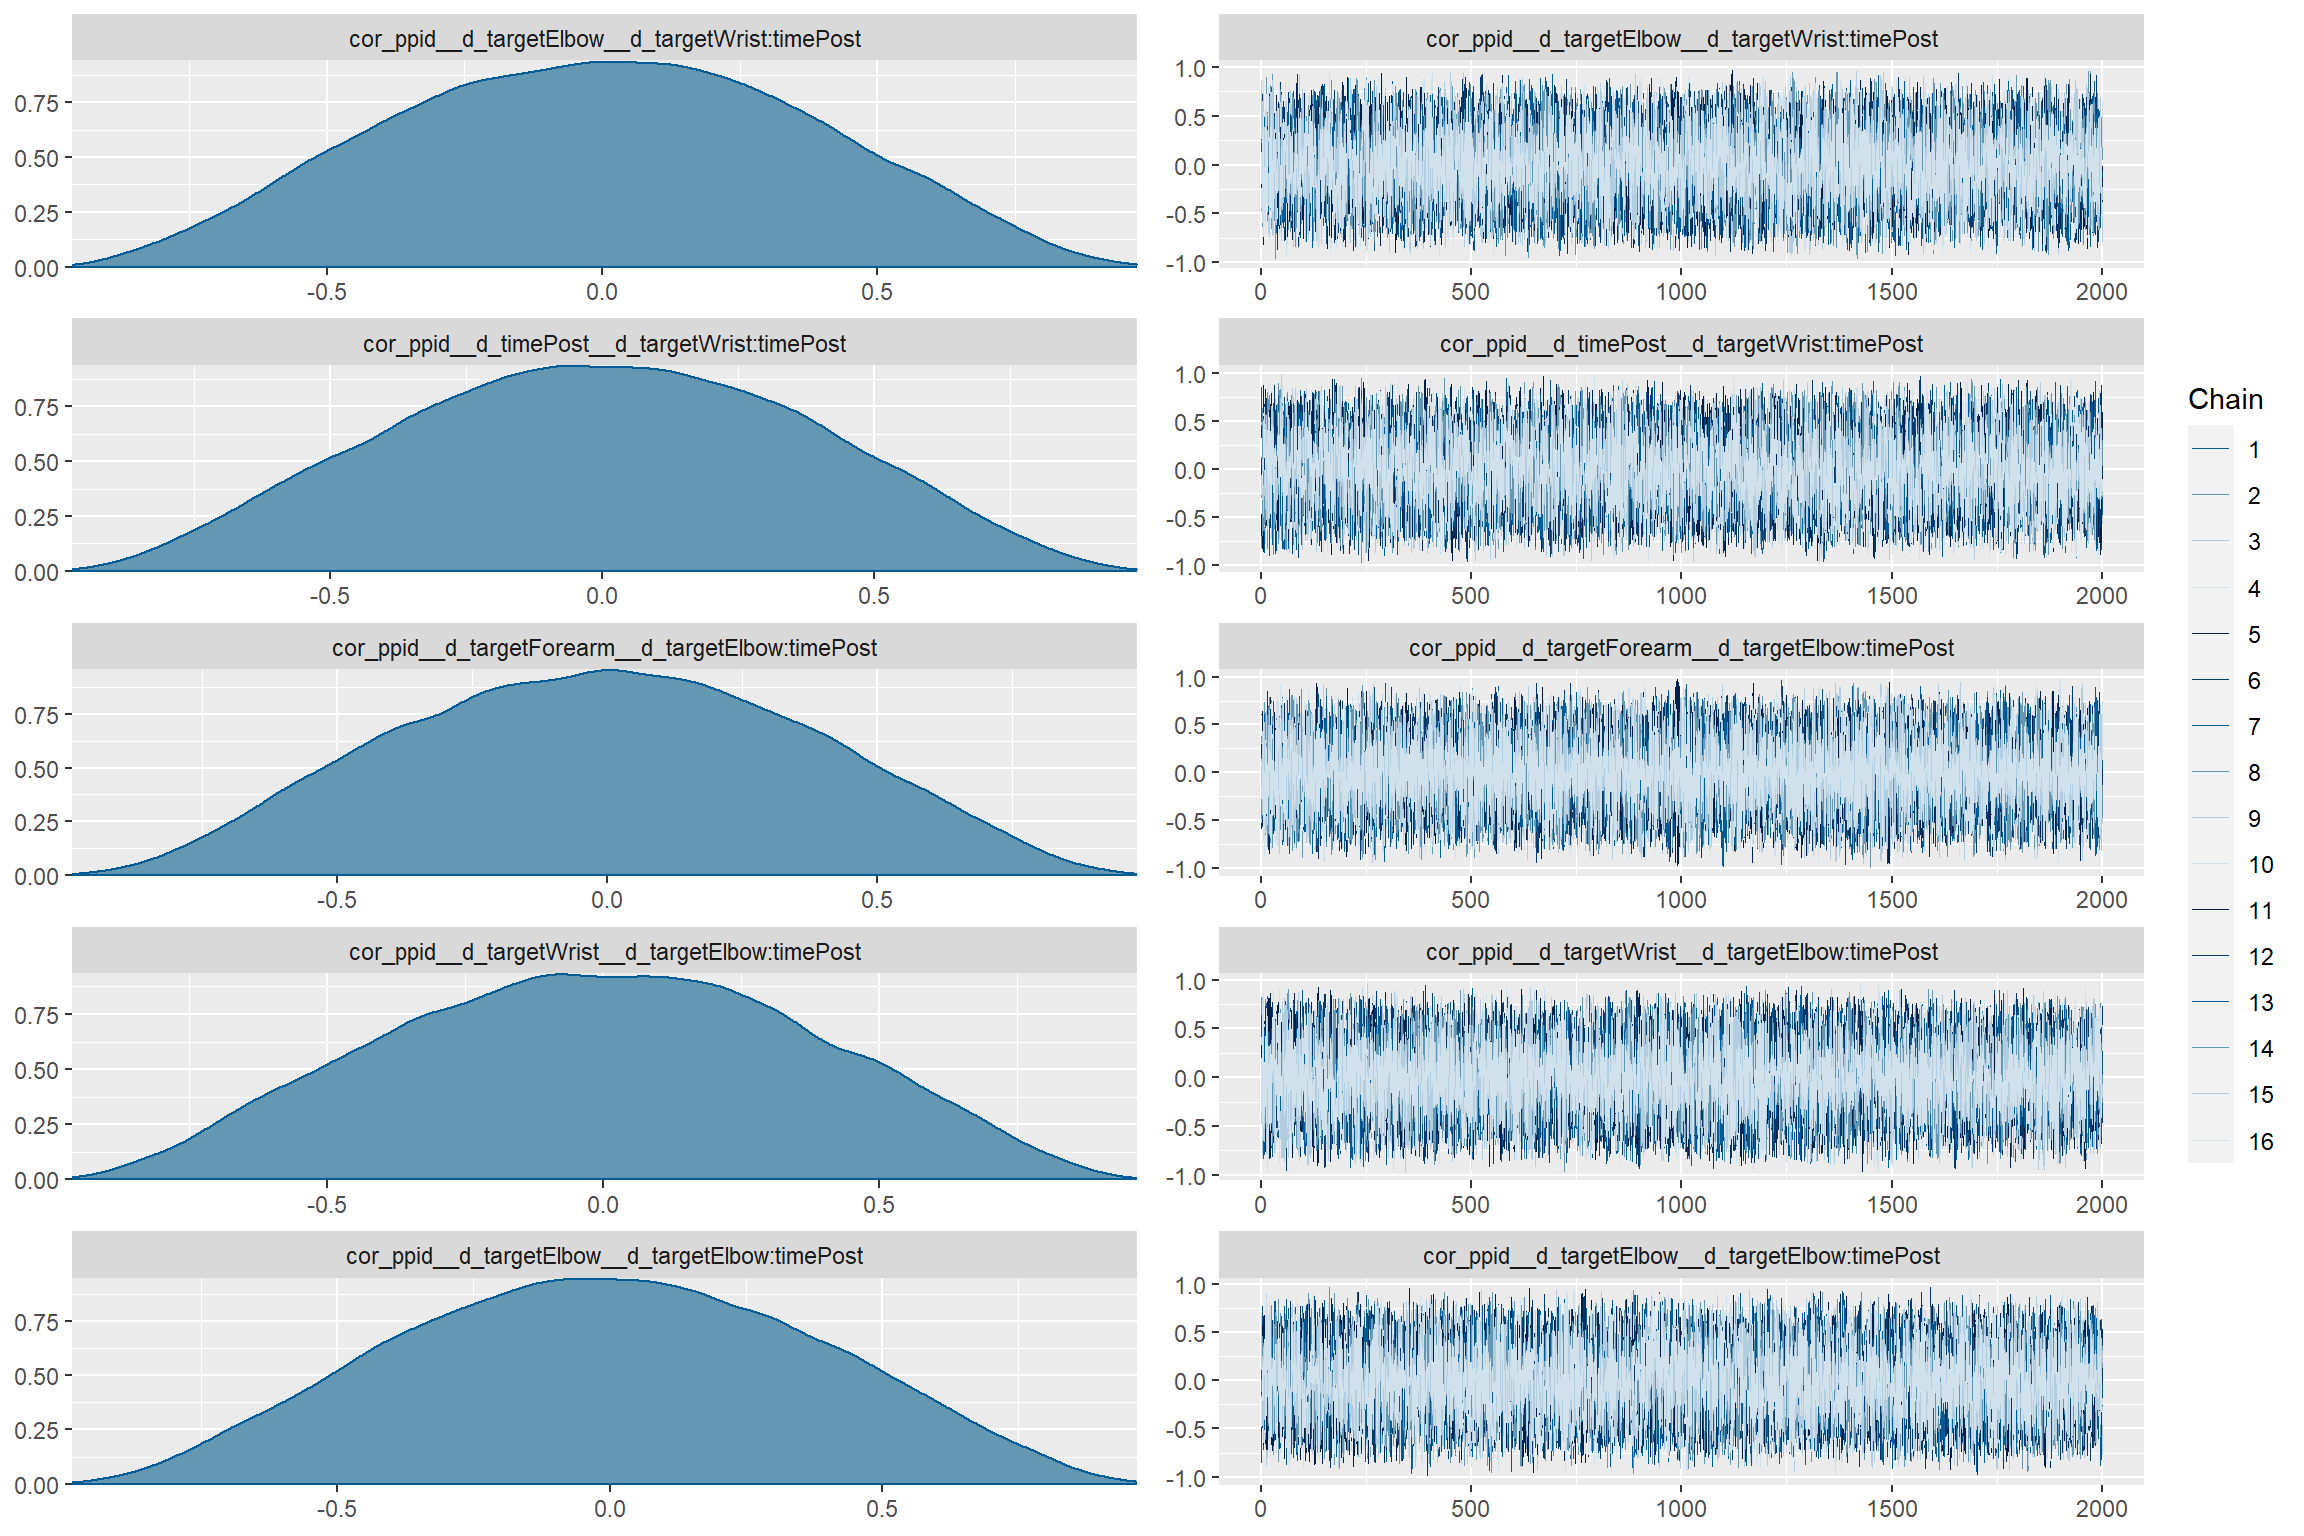 cor_ppid__d_targetElbow__d_targetWrist:timePost
0.75
0.50
0.25
0.00
-0.5 0.0 0.5
cor_ppid__d_targetElbow__d_targetWrist:timePost
1.0
0.5
0.0
-0.5
-1.0
0 500 1000 1500 2000
cor_ppid__d_timePost__d_targetWrist:timePost
0.75
0.50
0.25
0.00
-0.5 0.0 0.5
cor_ppid__d_timePost__d_targetWrist:timePost
1.0
0.5
0.0
-0.5
-1.0
0 500 1000 1500 2000
cor_ppid__d_targetForearm__d_targetElbow:timePost
0.75
0.50
0.25
0.00
-0.5 0.0 0.5
cor_ppid__d_targetForearm__d_targetElbow:timePost
1.0
0.5
0.0
-0.5
-1.0
0 500 1000 1500 2000
cor_ppid__d_targetWrist__d_targetElbow:timePost
0.75
0.50
0.25
0.00
-0.5 0.0 0.5
cor_ppid__d_targetWrist__d_targetElbow:timePost
1.0
0.5
0.0
-0.5
-1.0
0 500 1000 1500 2000
cor_ppid__d_targetElbow__d_targetElbow:timePost
0.75
0.50
0.25
0.00
-0.5 0.0 0.5
cor_ppid__d_targetElbow__d_targetElbow:timePost
1.0
0.5
0.0
-0.5
-1.0
0 500 1000 1500 2000
Chain
1
2
3
4
5
6
7
8
9
10
11
12
13
14
15
16